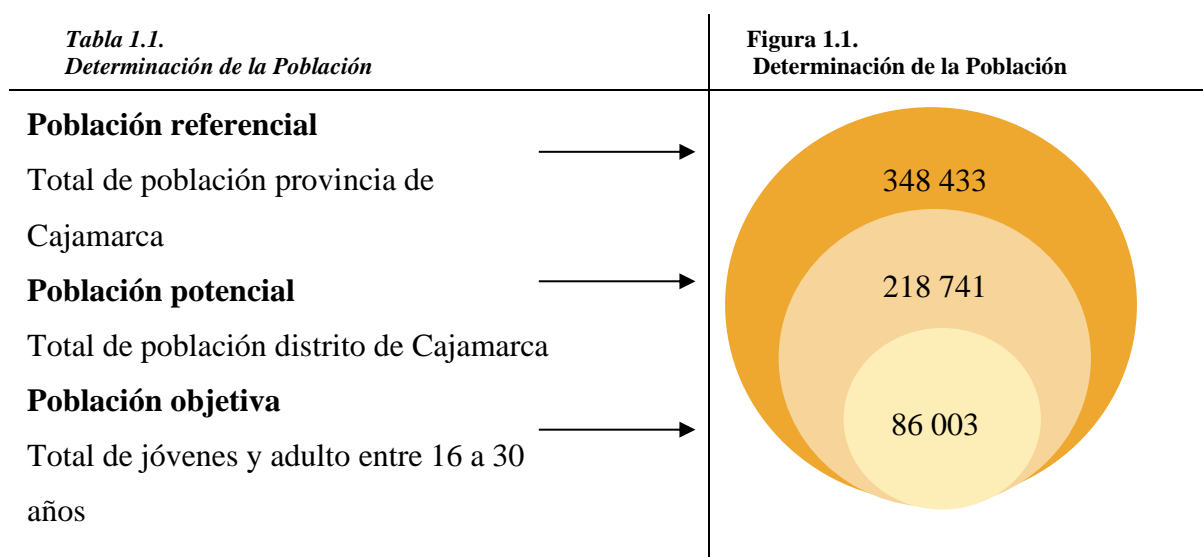 Tabla 1.1.
Determinación de la Población
Figura 1.1.
Determinación de la Población
Población referencial
Total de población provincia de
Cajamarca
Población potencial
Total de población distrito de Cajamarca
Población objetiva
Total de jóvenes y adulto entre 16 a 30
años
348 433
218 741
86 003